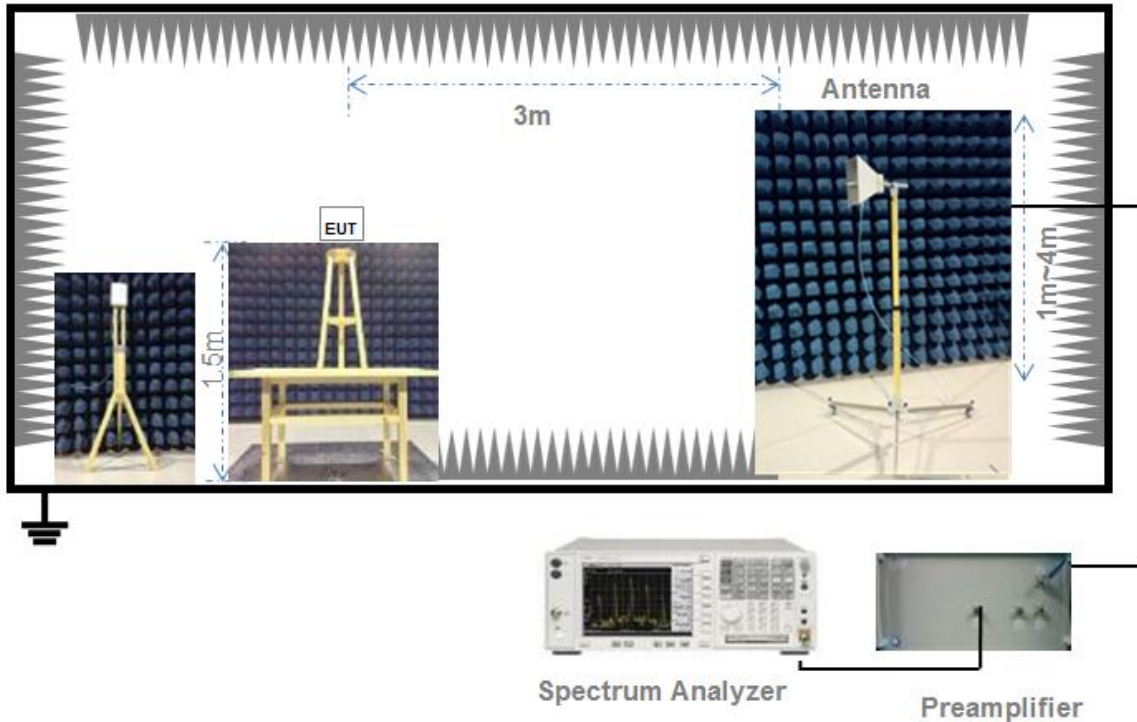 Antenna
3m
EUT
1.5m
1m~4m
Spectrum Analyzer
Preamplifier